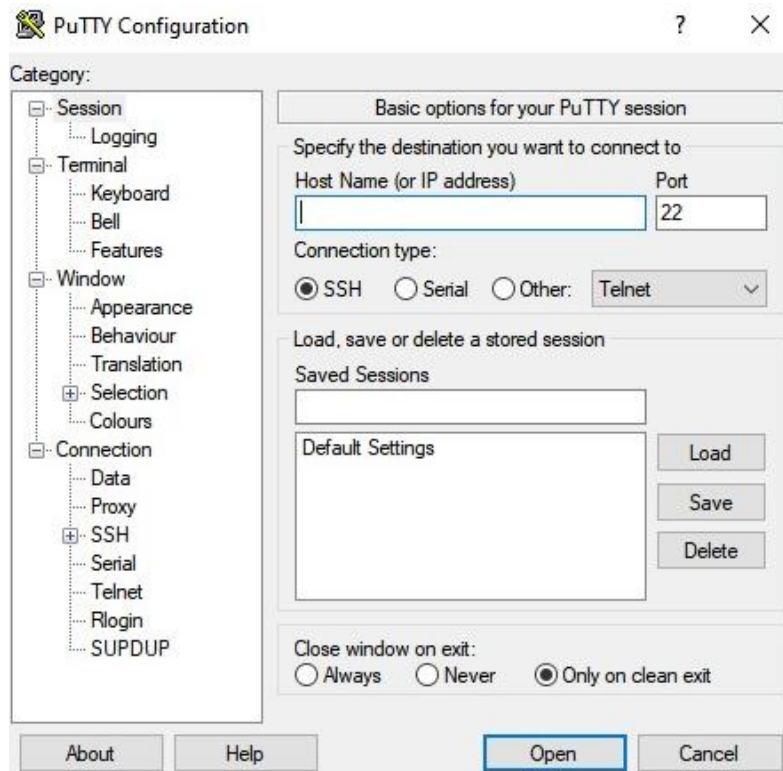 PuTTY Configuration
?
Category:
Session
Logging
Terminal
Keyboard
Bell
Features
Window
Appearance
Behaviour
Translation
Selection
Colours
Connection
Data
Proxy
SSH
Serial
Telnet
Rlogin
SUPDUP
Basic options for your PuTTY session
Specify the destination you want to connect to
Host Name (or IP address) Port
22
Connection type:
SSH Serial Other: Telnet
Load, save or delete a stored session
Saved Sessions
Default Settings
Load
Save
Delete
Close window on exit:
Always Never Only on clean exit
About Help Open Cancel